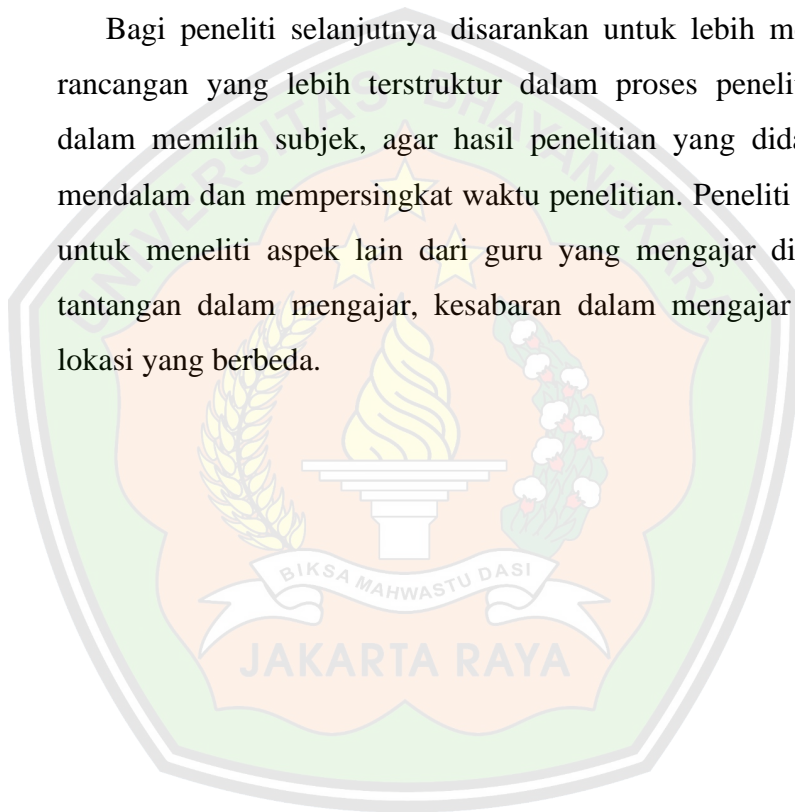 Bagi peneliti selanjutnya disarankan untuk lebih
rancangan yang lebih terstruktur dalam proses
dalam memilih subjek, agar hasil penelitian yang
mendalam dan mempersingkat waktu penelitian. Peneliti
untuk meneliti aspek lain dari guru yang mengajar di
tantangan dalam mengajar, kesabaran dalam mengajar
lokasi yang berbeda.
UNIVERSITAS BHAYANGKARA
BIKSA MAHWASTU DASI
JAKARTA RAYA